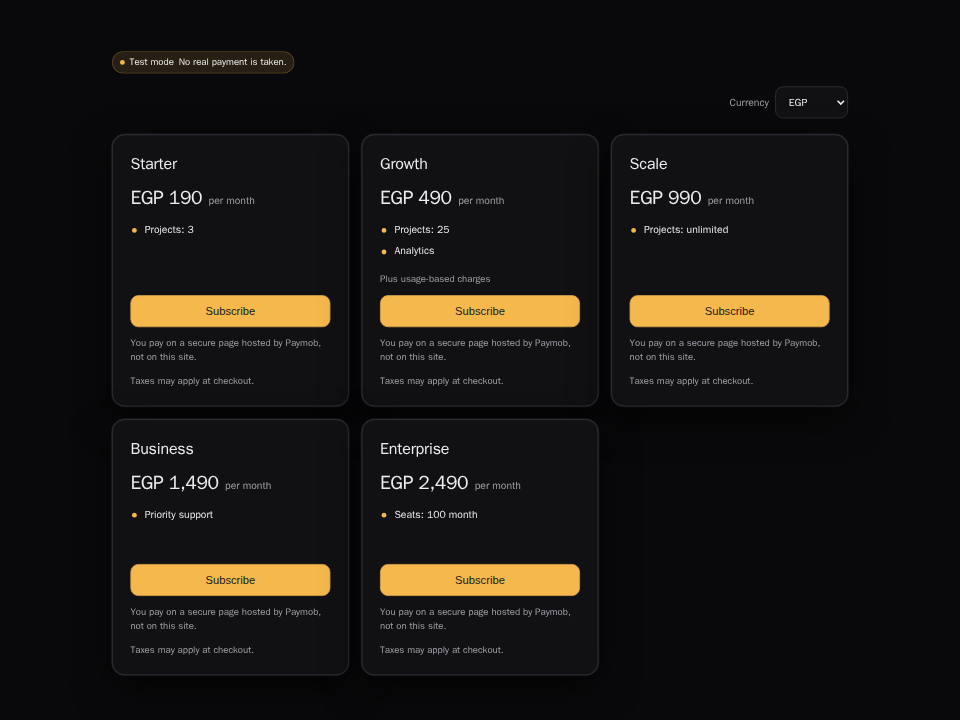 Test mode No real payment is taken.
Currency EGP
Starter
EGP 190 per month
Projects: 3
Subscribe
You pay on a secure page hosted by Paymob,
not on this site.
Taxes may apply at checkout.
Growth
EGP 490 per month
Projects: 25
Analytics
Plus usage-based charges
Subscribe
You pay on a secure page hosted by Paymob,
not on this site.
Taxes may apply at checkout.
Scale
EGP 990 per month
Projects: unlimited
Subscribe
You pay on a secure page hosted by Paymob,
not on this site.
Taxes may apply at checkout.
Business
EGP 1,490 per month
Priority support
Subscribe
You pay on a secure page hosted by Paymob,
not on this site.
Taxes may apply at checkout.
Enterprise
EGP 2,490 per month
Seats: 100 month
Subscribe
You pay on a secure page hosted by Paymob,
not on this site.
Taxes may apply at checkout.